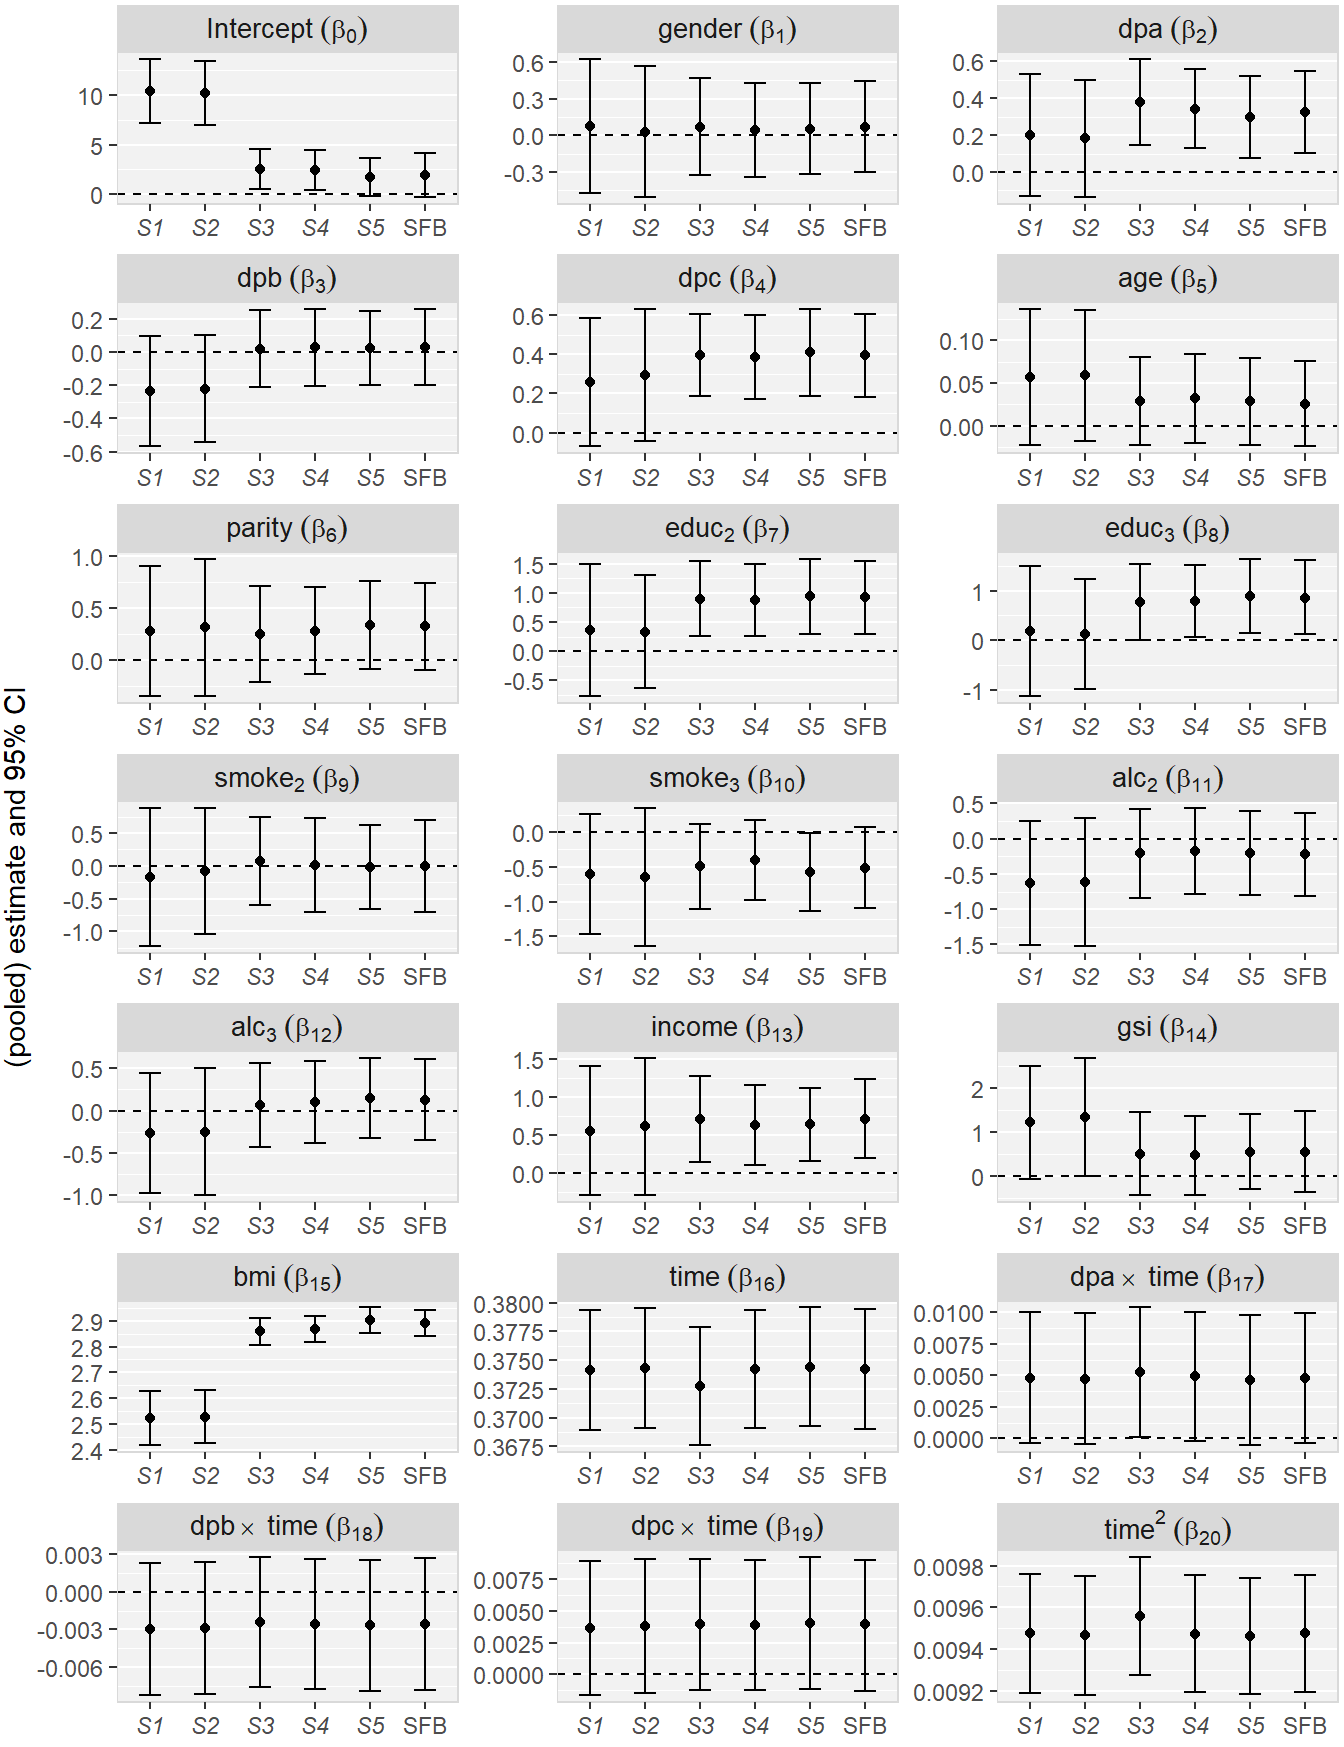 (pooled) estimate and 95% CI
Intercept (β₀)
10
5
0
S1 S2 S3 S4 S5 SFB
gender (β₁)
0.6
0.3
0.0
-0.3
S1 S2 S3 S4 S5 SFB
dpa (β₂)
0.6
0.4
0.2
0.0
S1 S2 S3 S4 S5 SFB
dpb (β₃)
0.2
0.0
-0.2
-0.4
-0.6
S1 S2 S3 S4 S5 SFB
dpc (β₄)
0.6
0.4
0.2
0.0
S1 S2 S3 S4 S5 SFB
age (β₅)
0.10
0.05
0.00
S1 S2 S3 S4 S5 SFB
parity (β₆)
1.0
0.5
0.0
S1 S2 S3 S4 S5 SFB
educ₂ (β₇)
1.5
1.0
0.5
0.0
-0.5
S1 S2 S3 S4 S5 SFB
educ₃ (β₈)
1
0
-1
S1 S2 S3 S4 S5 SFB
smoke₂ (β₉)
0.5
0.0
-0.5
-1.0
S1 S2 S3 S4 S5 SFB
smoke₃ (β₁₀)
0.0
-0.5
-1.0
-1.5
S1 S2 S3 S4 S5 SFB
alc₂ (β₁₁)
0.5
0.0
-0.5
-1.0
-1.5
S1 S2 S3 S4 S5 SFB
alc₃ (β₁₂)
0.5
0.0
-0.5
-1.0
S1 S2 S3 S4 S5 SFB
income (β₁₃)
1.5
1.0
0.5
0.0
S1 S2 S3 S4 S5 SFB
gsi (β₁₄)
2
1
0
S1 S2 S3 S4 S5 SFB
bmi (β₁₅)
2.9
2.8
2.7
2.6
2.5
2.4
S1 S2 S3 S4 S5 SFB
time (β₁₆)
0.3800
0.3775
0.3750
0.3725
0.3700
0.3675
S1 S2 S3 S4 S5 SFB
dpa × time (β₁₇)
0.0100
0.0075
0.0050
0.0025
0.0000
S1 S2 S3 S4 S5 SFB
dpb × time (β₁₈)
0.003
0.000
-0.003
-0.006
S1 S2 S3 S4 S5 SFB
dpc × time (β₁₉)
0.0075
0.0050
0.0025
0.0000
S1 S2 S3 S4 S5 SFB
time² (β₂₀)
0.0098
0.0096
0.0094
0.0092
S1 S2 S3 S4 S5 SFB